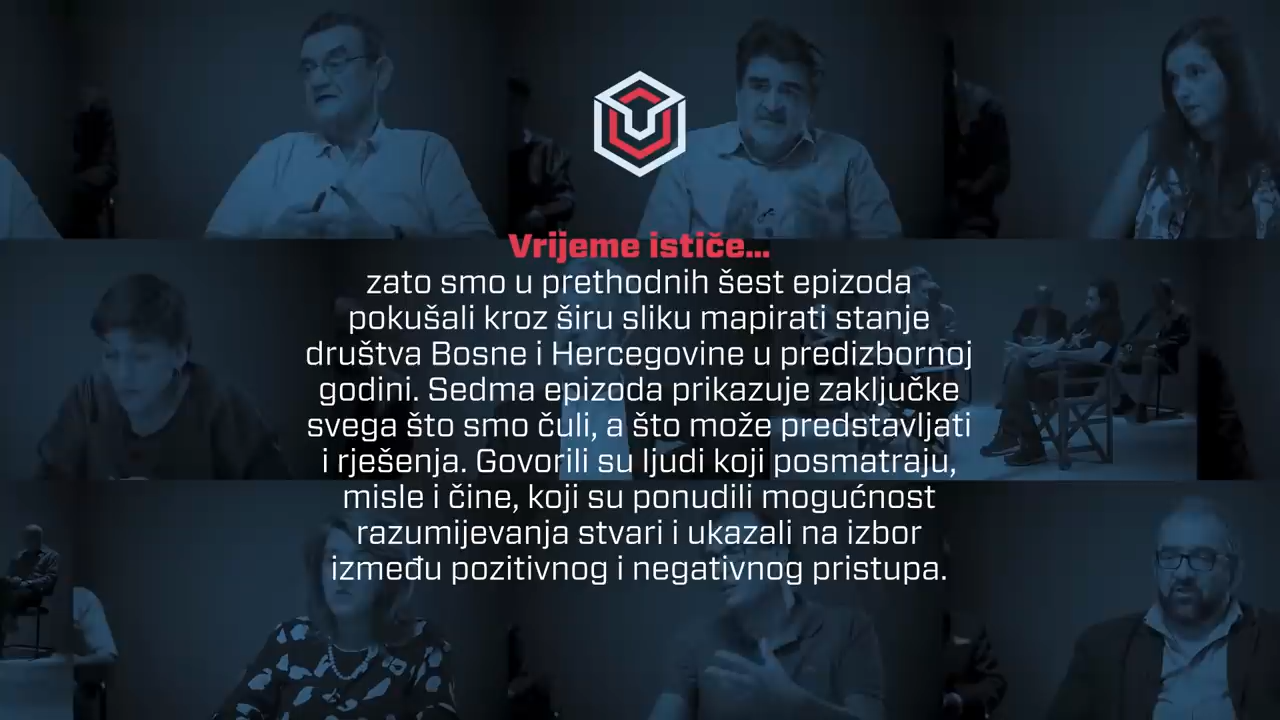 Vrijeme ističe...
zato smo u prethodnih šest epizoda
pokušali kroz širu sliku mapirati stanje
društva Bosne i Hercegovine u predizbornoj
godini. Sedma epizoda prikazuje zaključke
svega što smo čuli, a što može predstavljati
i rješenja. Govorili su ljudi koji posmatraju,
misle i čine, koji su ponudili mogućnost
razumijevanja stvari i ukazali na izbor
između pozitivnog i negativnog pristupa.